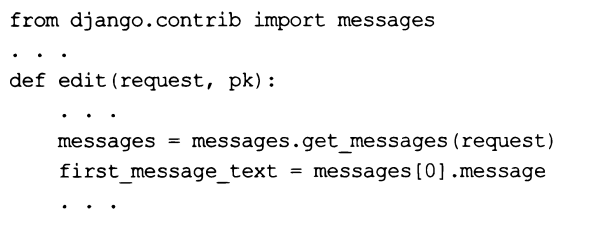 from django.contrib import messages
. . .
def edit(request, pk):
    . . .
    messages = messages.get_messages(request)
    first_message_text = messages[0].message
    . . .